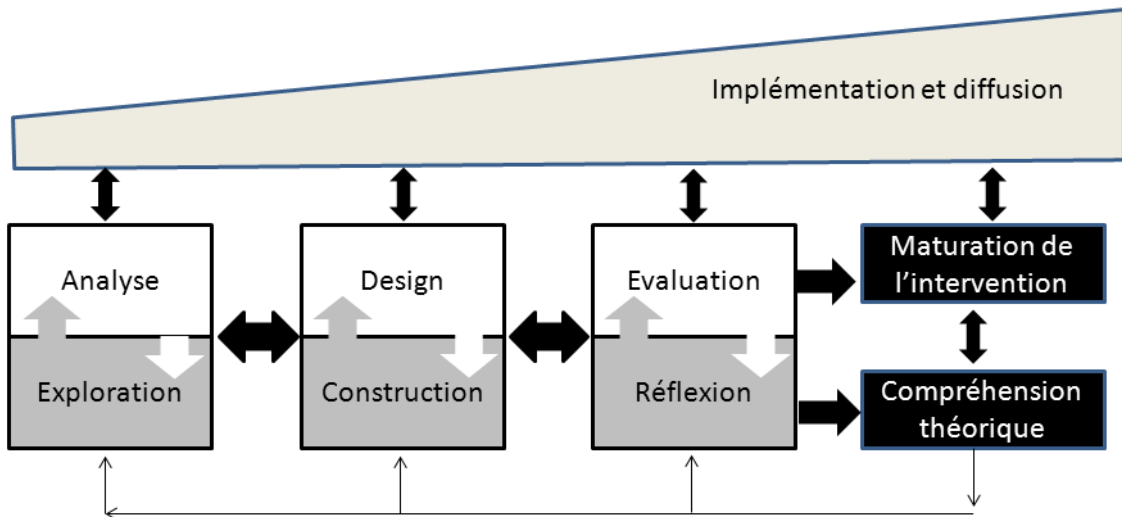 Implémentation et diffusion
Analyse
Exploration
Design
Construction
Evaluation
Réflexion
Maturation de
l'intervention
Compréhension
théorique